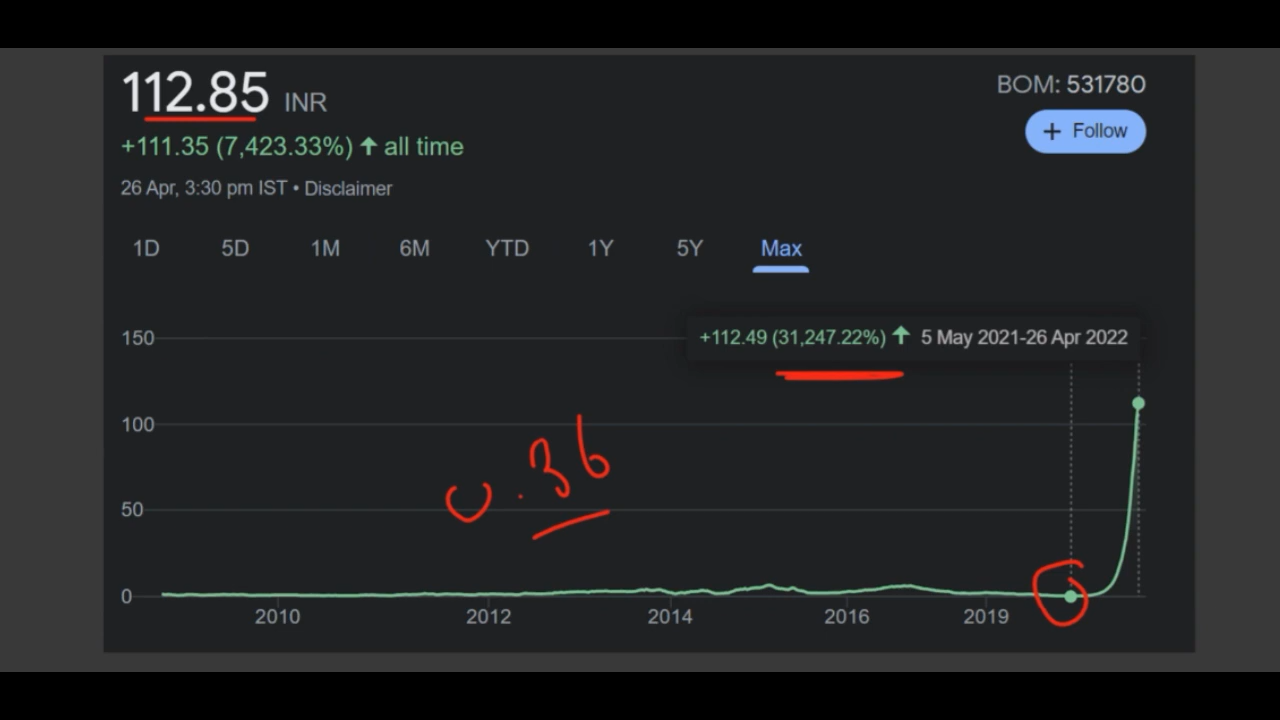 112.85 INR
BOM: 531780
+ Follow
+111.35 (7,423.33%) ↑ all time
26 Apr, 3:30 pm IST • Disclaimer
1D 5D 1M 6M YTD 1Y 5Y Max
+112.49 (31,247.22%) ↑ 5 May 2021-26 Apr 2022
150
100
0.36
50
0
2010 2012 2014 2016 2019